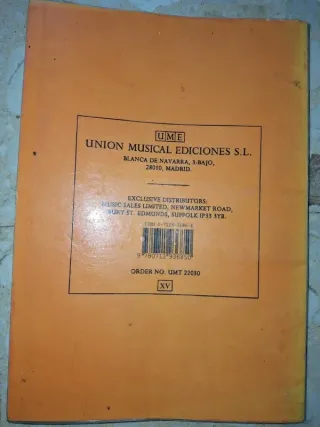 UME
UNION MUSICAL EDICIONES S.L.
BLANCA DE NAVARRA, 3-BAJO,
28010, MADRID.
EXCLUSIVE DISTRIBUTORS:
MUSIC SALES LIMITED, NEWMARKET ROAD,
BURY ST. EDMUNDS, SUFFOLK IP33 3YB.
ORDER NO. UMT 22030
XV